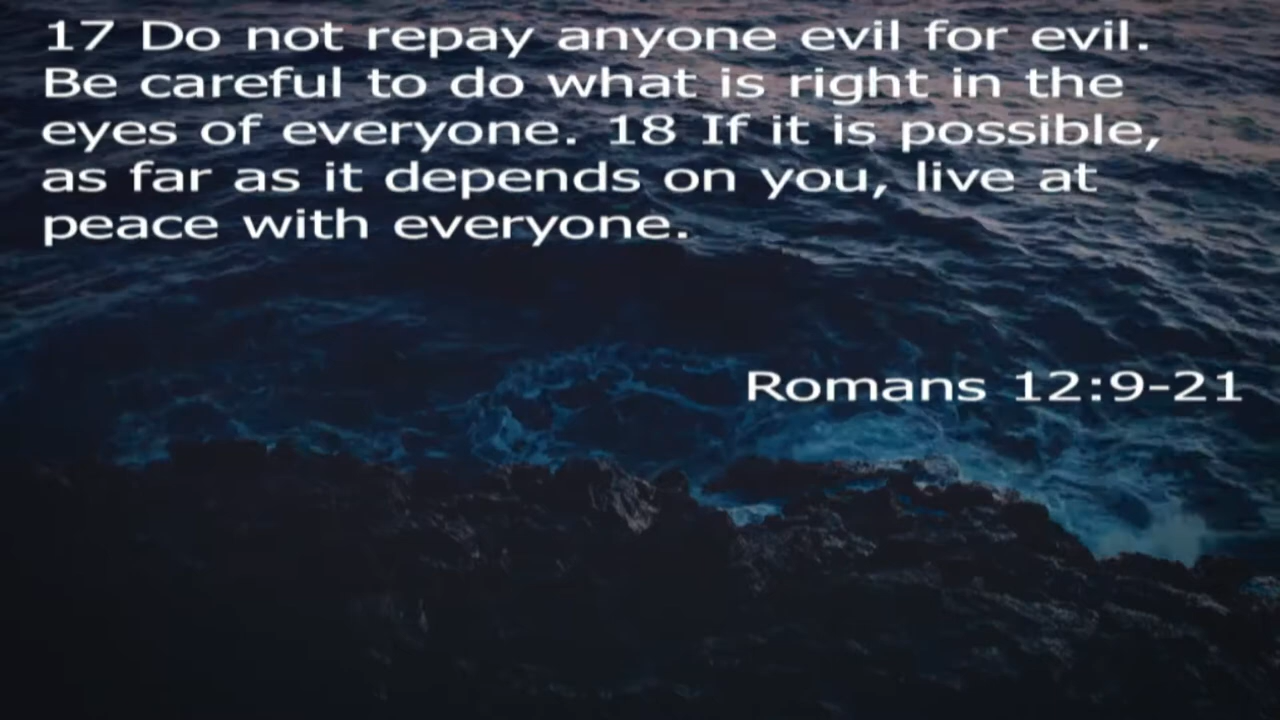 17 Do not repay anyone evil for evil.
Be careful to do what is right in the
eyes of everyone. 18 If it is possible,
as far as it depends on you, live at
peace with everyone.
Romans 12:9-21